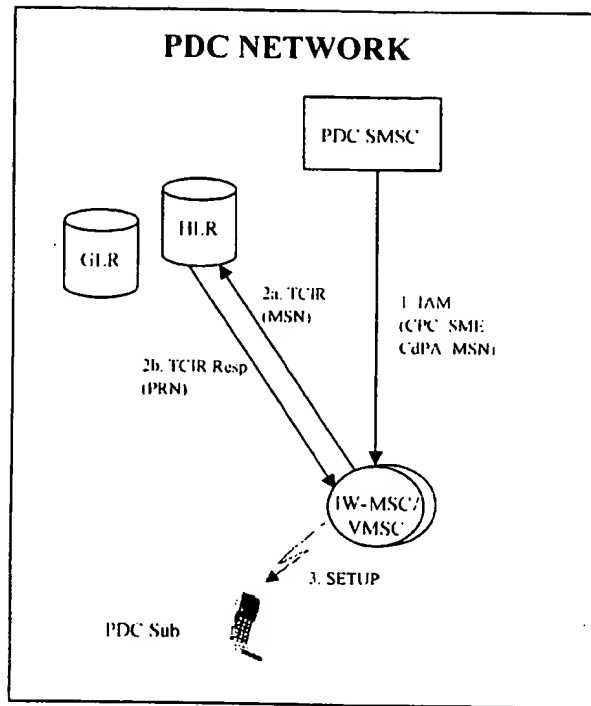 PDC NETWORK
PDC SMSC
HLR
GLR
2a. TCIR
(MSN)
1. IAM
(CPC SME
CdPA MSN)
2b. TCIR Resp
(PRN)
IW-MSC/
VMSC
3. SETUP
PDC Sub